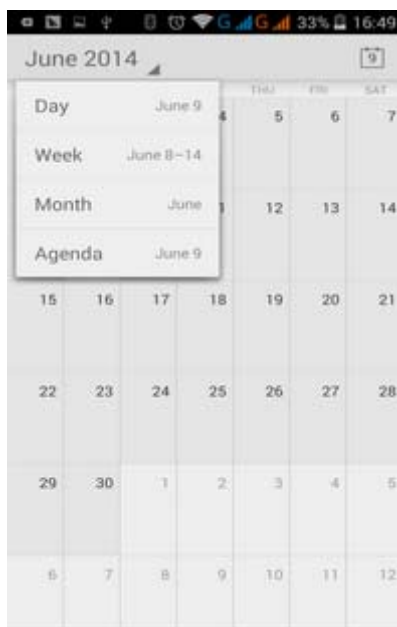 G G 33% 16:49
June 2014 9
THU FRI SAT
Day June 9
4 5 6 7
Week June 8–14
Month June
12 13 14
Agenda June 9
15 16 17 18 19 20 21
22 23 24 25 26 27 28
29 30 1 2 3 4 5
6 7 8 9 10 11 12